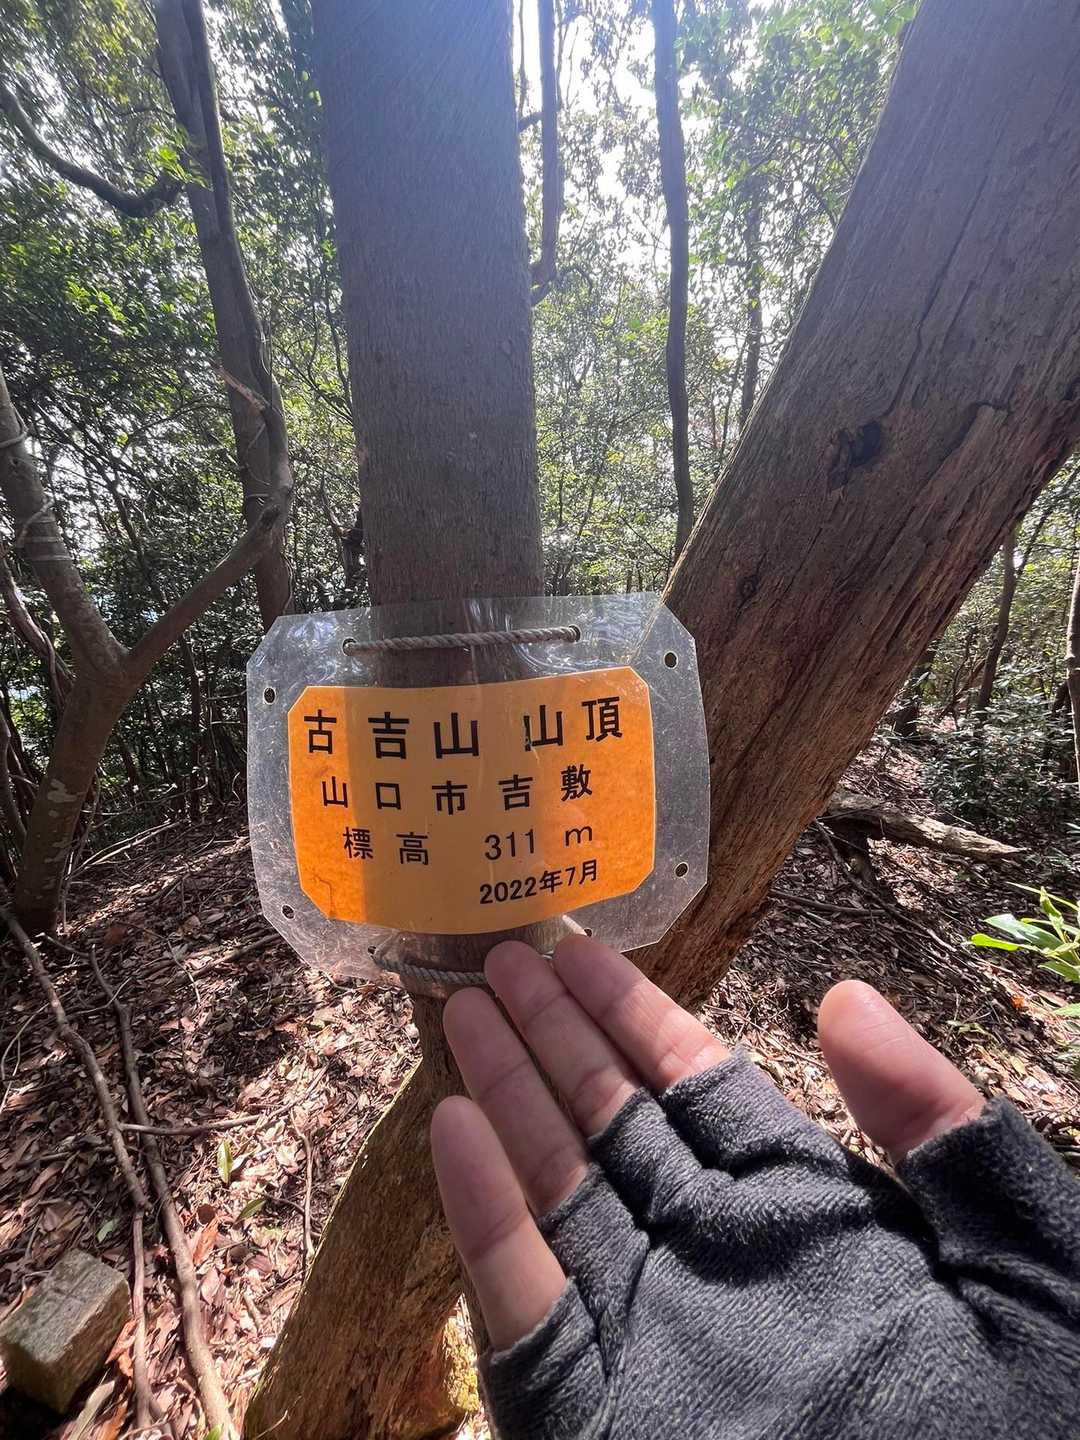 古吉山 山頂
山口市吉敷
標高 311 m
2022年7月